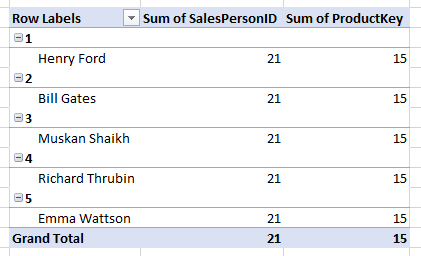 Row Labels Sum of SalesPersonID Sum of ProductKey
1
Henry Ford 21 15
2
Bill Gates 21 15
3
Muskan Shaikh 21 15
4
Richard Thrubin 21 15
5
Emma Wattson 21 15
Grand Total 21 15